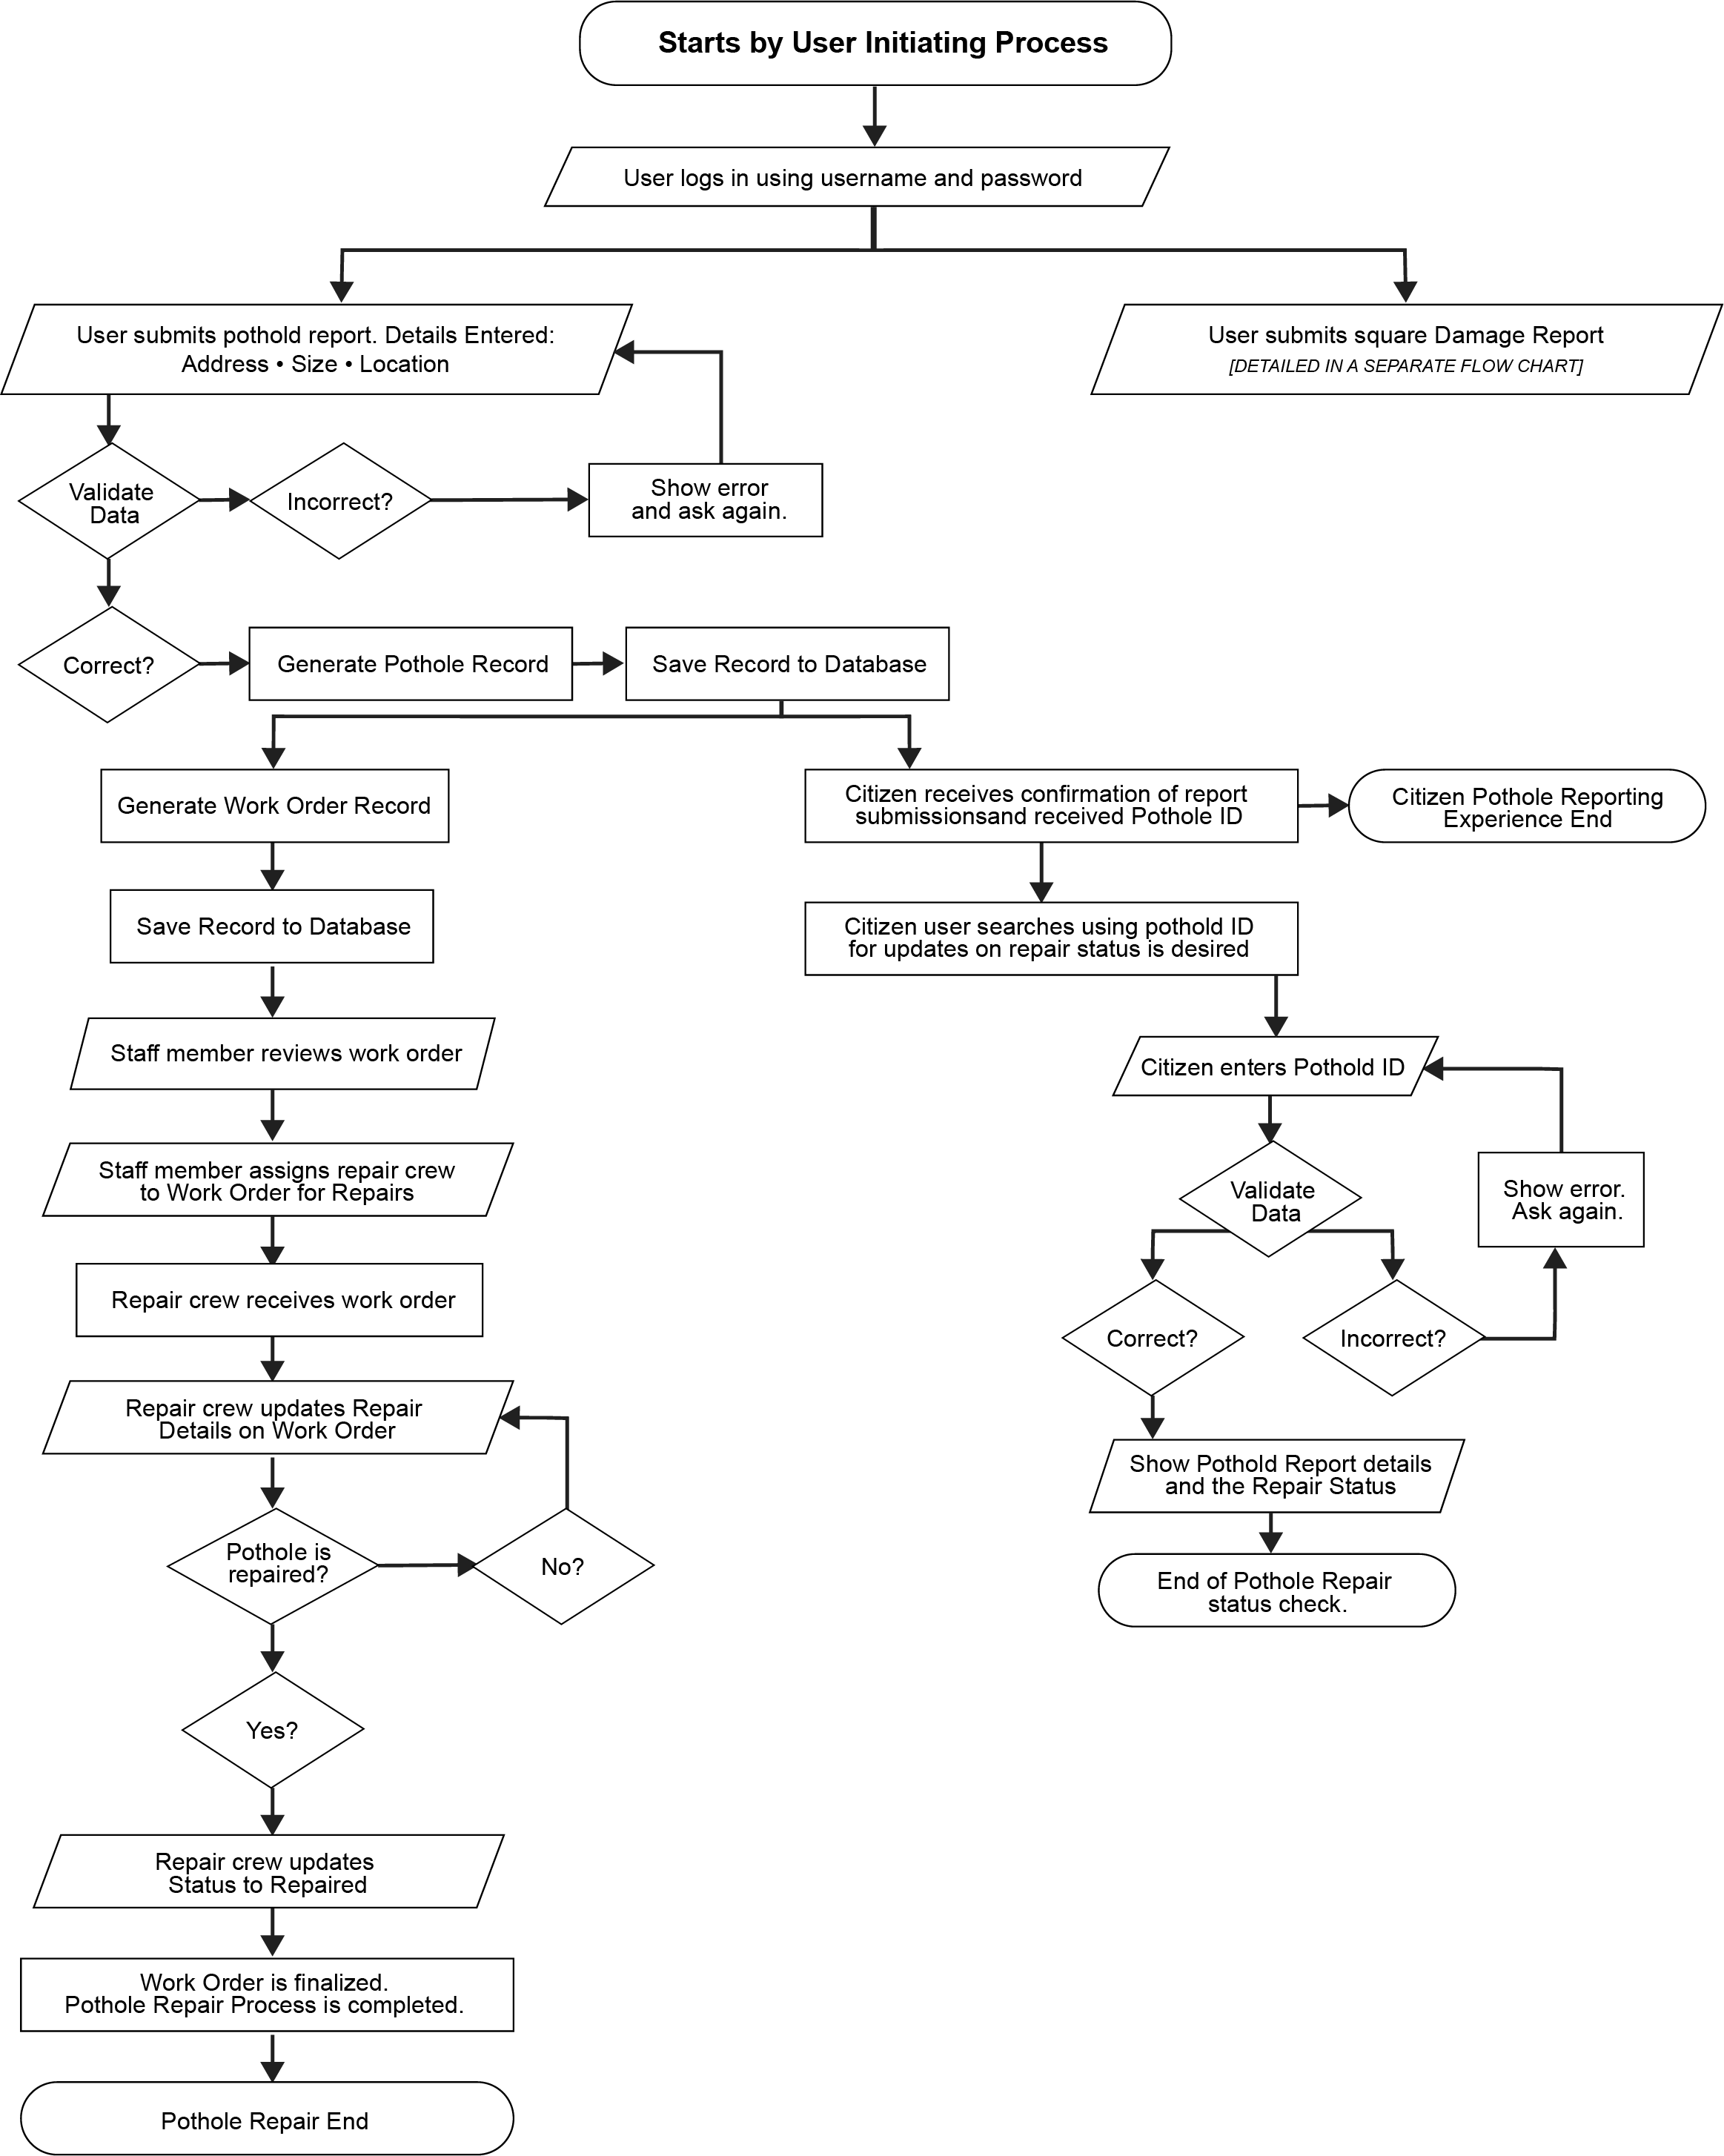 Starts by User Initiating Process
User logs in using username and password
User submits pothold report. Details Entered:
Address • Size • Location
User submits square Damage Report
[DETAILED IN A SEPARATE FLOW CHART]
Validate
Data
Incorrect?
Show error
and ask again.
Correct?
Generate Pothole Record
Save Record to Database
Generate Work Order Record
Citizen receives confirmation of report
submissionsand received Pothole ID
Citizen Pothole Reporting
Experience End
Save Record to Database
Citizen user searches using pothold ID
for updates on repair status is desired
Staff member reviews work order
Citizen enters Pothold ID
Staff member assigns repair crew
to Work Order for Repairs
Validate
Data
Show error.
Ask again.
Repair crew receives work order
Correct?
Incorrect?
Repair crew updates Repair
Details on Work Order
Show Pothold Report details
and the Repair Status
Pothole is
repaired?
No?
End of Pothole Repair
status check.
Yes?
Repair crew updates
Status to Repaired
Work Order is finalized.
Pothole Repair Process is completed.
Pothole Repair End